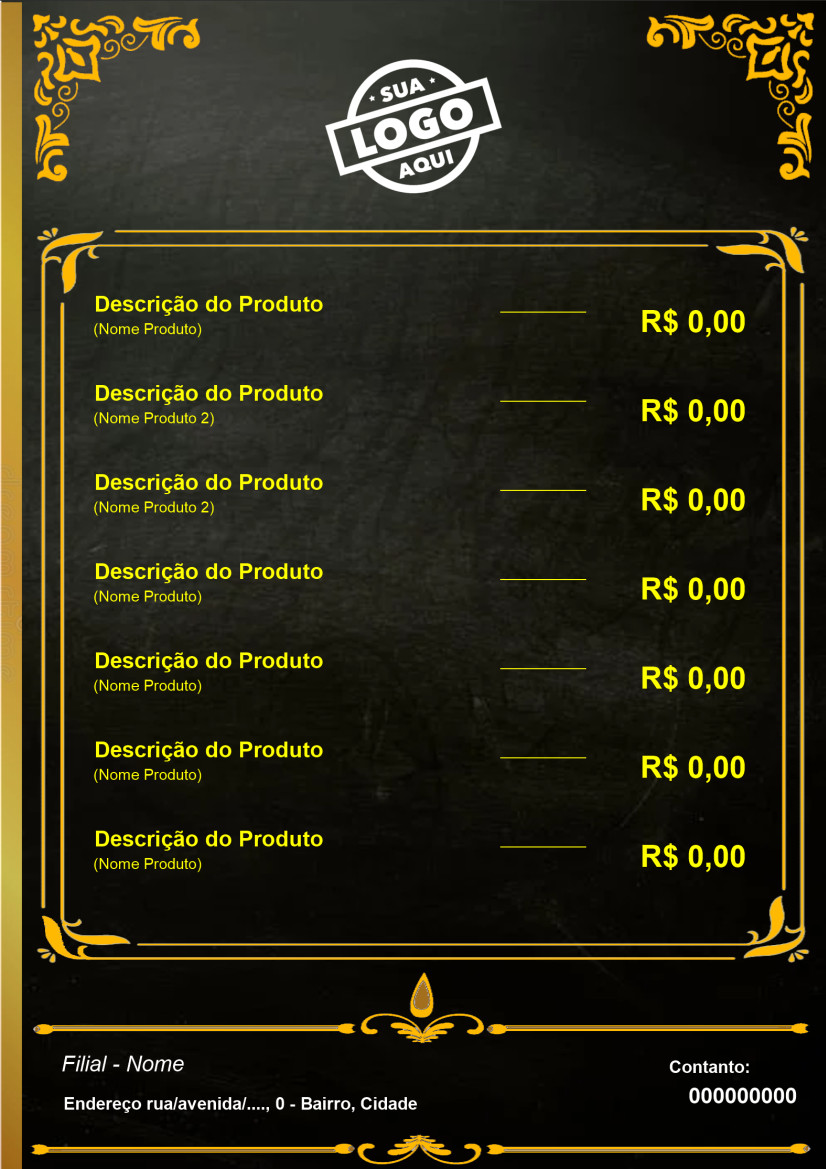 SUA
LOGO
AQUI
Descrição do Produto
(Nome Produto)
R$ 0,00
Descrição do Produto
(Nome Produto 2)
R$ 0,00
Descrição do Produto
(Nome Produto 2)
R$ 0,00
Descrição do Produto
(Nome Produto)
R$ 0,00
Descrição do Produto
(Nome Produto)
R$ 0,00
Descrição do Produto
(Nome Produto)
R$ 0,00
Descrição do Produto
(Nome Produto)
R$ 0,00
Filial - Nome
Endereço rua/avenida/...., 0 - Bairro, Cidade
Contanto:
000000000